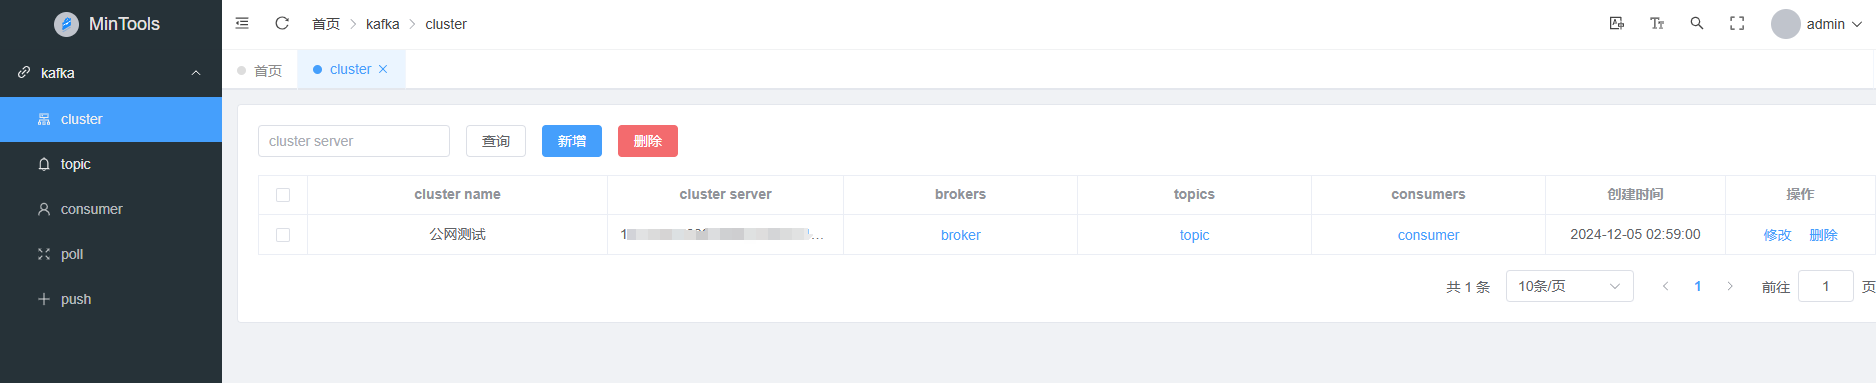 MinTools
首页 > kafka > cluster
admin
kafka
首页
cluster
cluster
topic
consumer
poll
push
cluster server
查询
新增
删除
cluster name cluster server brokers topics consumers 创建时间 操作
公网测试 broker topic consumer 2024-12-05 02:59:00 修改 删除
共 1 条 10条/页 1 前往 1 页